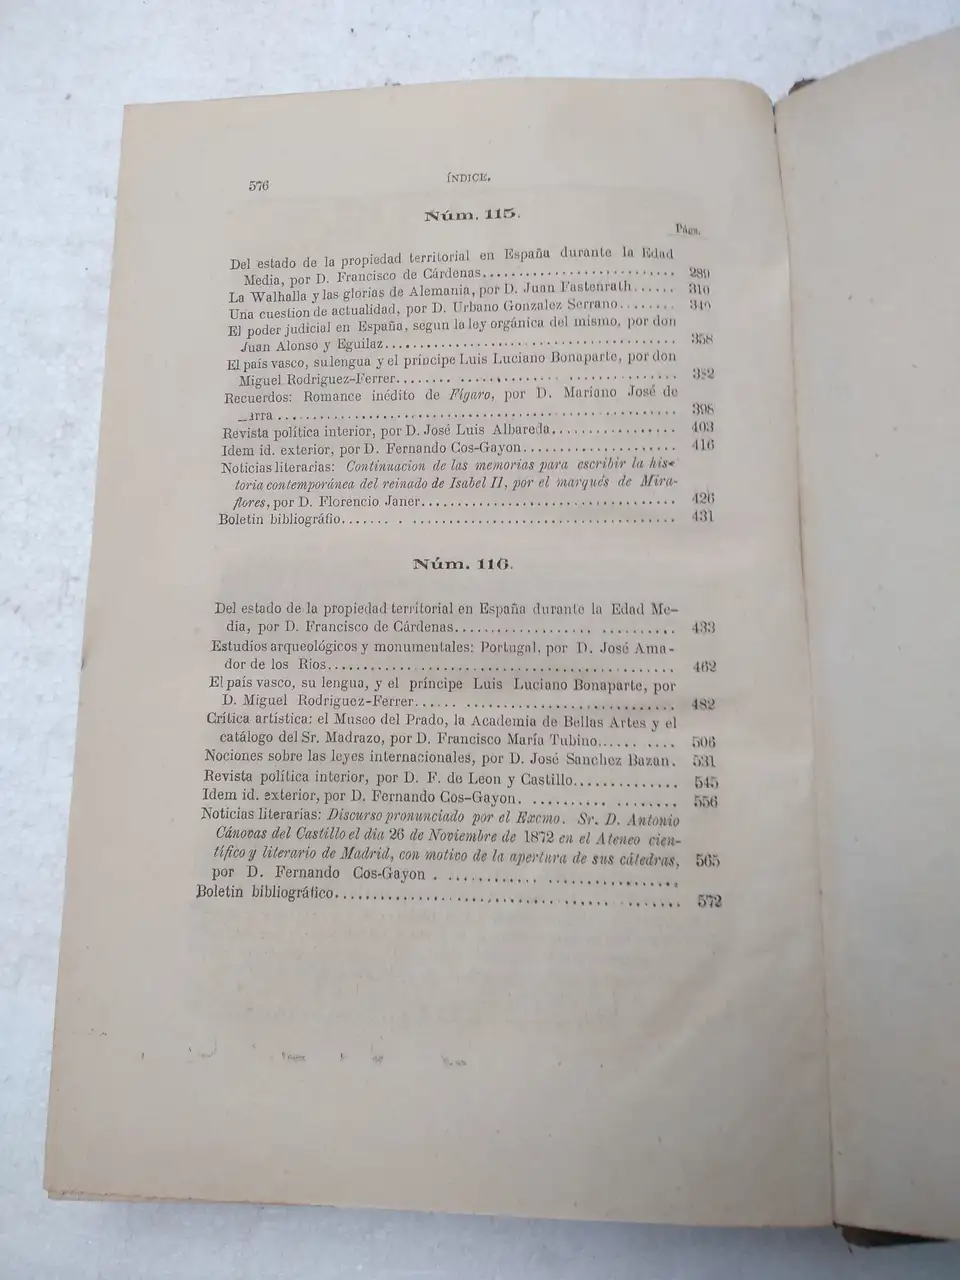 576
ÍNDICE.
Núm. 115.
Págs.
Del estado de la propiedad territorial en España durante la Edad
Media, por D. Francisco de Cárdenas........................ 289
La Walhalla y las glorias de Alemania, por D. Juan Fastenrath...... 310
Una cuestion de actualidad, por D. Urbano Gonzalez Serrano........ 349
El poder judicial en España, segun la ley orgánica del mismo, por don
Juan Alonso y Eguilaz........................................ 358
El país vasco, su lengua y el príncipe Luis Luciano Bonaparte, por don
Miguel Rodriguez-Ferrer........ .................. 382
Recuerdos: Romance inédito de Fígaro, por D. Mariano José de
arra........................................................ 398
Revista política interior, por D. José Luis Albareda................. 403
Idem id. exterior, por D. Fernando Cos-Gayon..................... 416
Noticias literarias: Continuacion de las memorias para escribir la his-
toria contemporánea del reinado de Isabel II, por el marqués de Mira-
flores, por D. Florencio Janer.................................. 426
Boletin bibliográfio........ . ...................................... 431
Núm. 116.
Del estado de la propiedad territorial en España durante la Edad Me-
dia, por D. Francisco de Cárdenas.................. ........... 433
Estudios arqueológicos y monumentales: Portugal, por D. José Ama-
dor de los Rios................................................ 462
El país vasco, su lengua, y el príncipe Luis Luciano Bonaparte, por
D. Miguel Rodriguez-Ferrer...... ............................. 482
Crítica artística: el Museo del Prado, la Academia de Bellas Artes y el
catálogo del Sr. Madrazo, por D. Francisco María Tubino...... ..... 506
Nociones sobre las leyes internacionales, por D. José Sanchez Bazan. 531
Revista política interior, por D. F. de Leon y Castillo.............. 545
Idem id. exterior, por D. Fernando Cos-Gayon. ........... ........ 556
Noticias literarias: Discurso pronunciado por el Excmo. Sr. D. Antonio
Cánovas del Castillo el dia 26 de Noviembre de 1872 en el Ateneo cien-
tífico y literario de Madrid, con motivo de la apertura de sus cátedras, 565
por D. Fernando Cos-Gayon . ............. ...................
Boletin bibliográfico............................................... 572